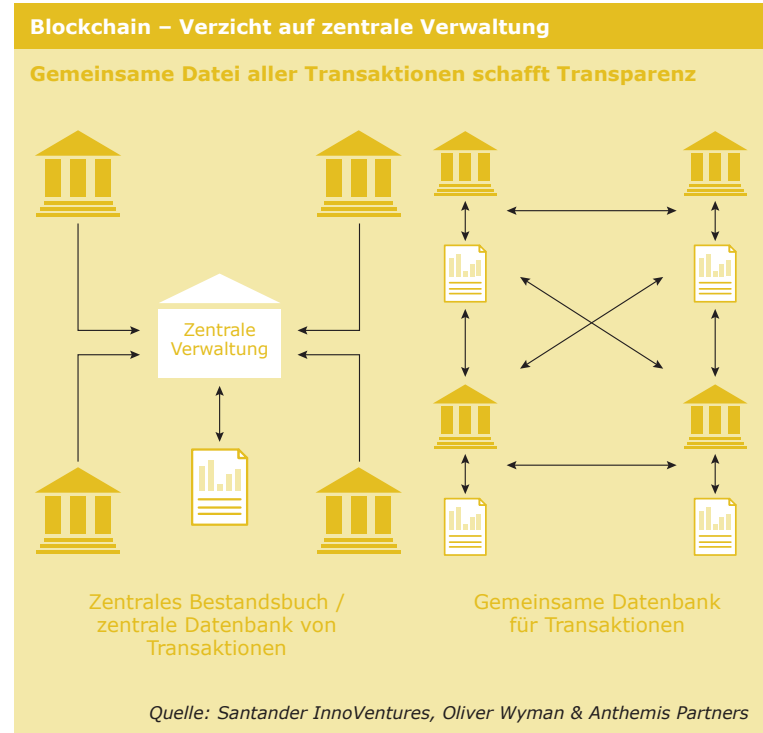 Blockchain – Verzicht auf zentrale Verwaltung
Gemeinsame Datei aller Transaktionen schafft Transparenz
Zentrale
Verwaltung
Zentrales Bestandsbuch /
zentrale Datenbank von
Transaktionen
Gemeinsame Datenbank
für Transaktionen
Quelle: Santander InnoVentures, Oliver Wyman & Anthemis Partners